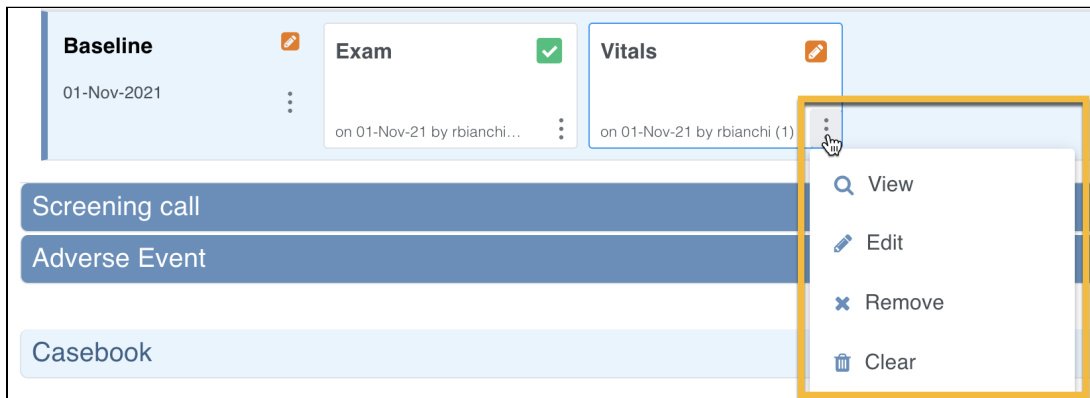 Baseline
01-Nov-2021
Exam
on 01-Nov-21 by rbianchi...
Vitals
on 01-Nov-21 by rbianchi (1)
View
Edit
Remove
Clear
Screening call
Adverse Event
Casebook